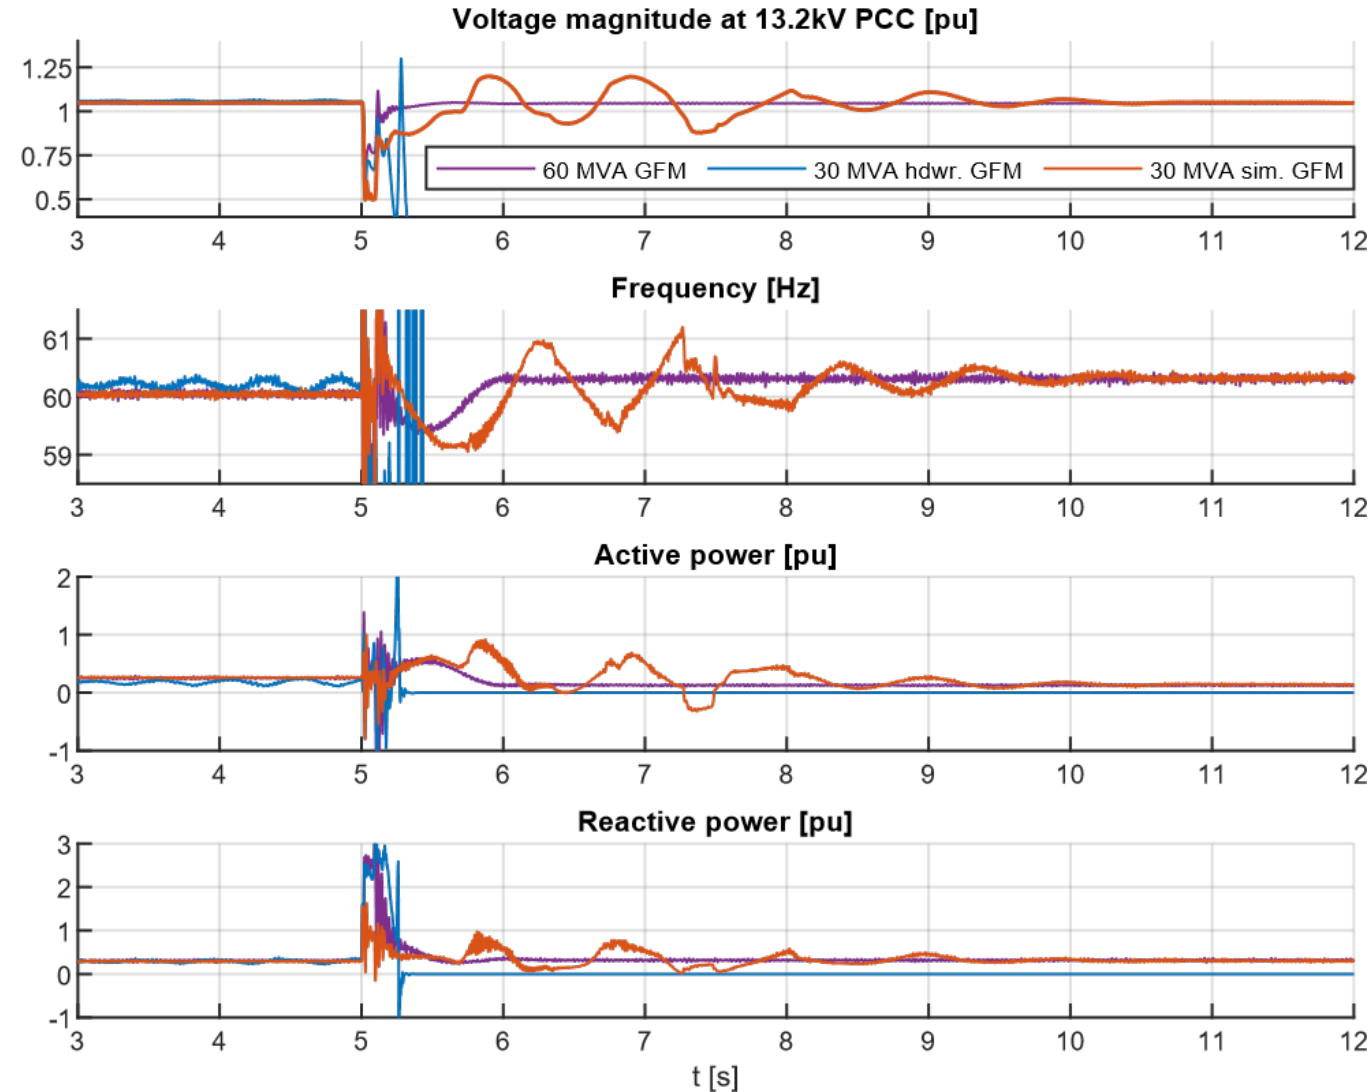 Voltage magnitude at 13.2kV PCC [pu]
1.25
1
0.75
0.5
60 MVA GFM 30 MVA hdwr. GFM 30 MVA sim. GFM
3 4 5 6 7 8 9 10 11 12
Frequency [Hz]
61
60
59
3 4 5 6 7 8 9 10 11 12
Active power [pu]
2
1
0
-1
3 4 5 6 7 8 9 10 11 12
Reactive power [pu]
3
2
1
0
-1
3 4 5 6 7 8 9 10 11 12
t [s]